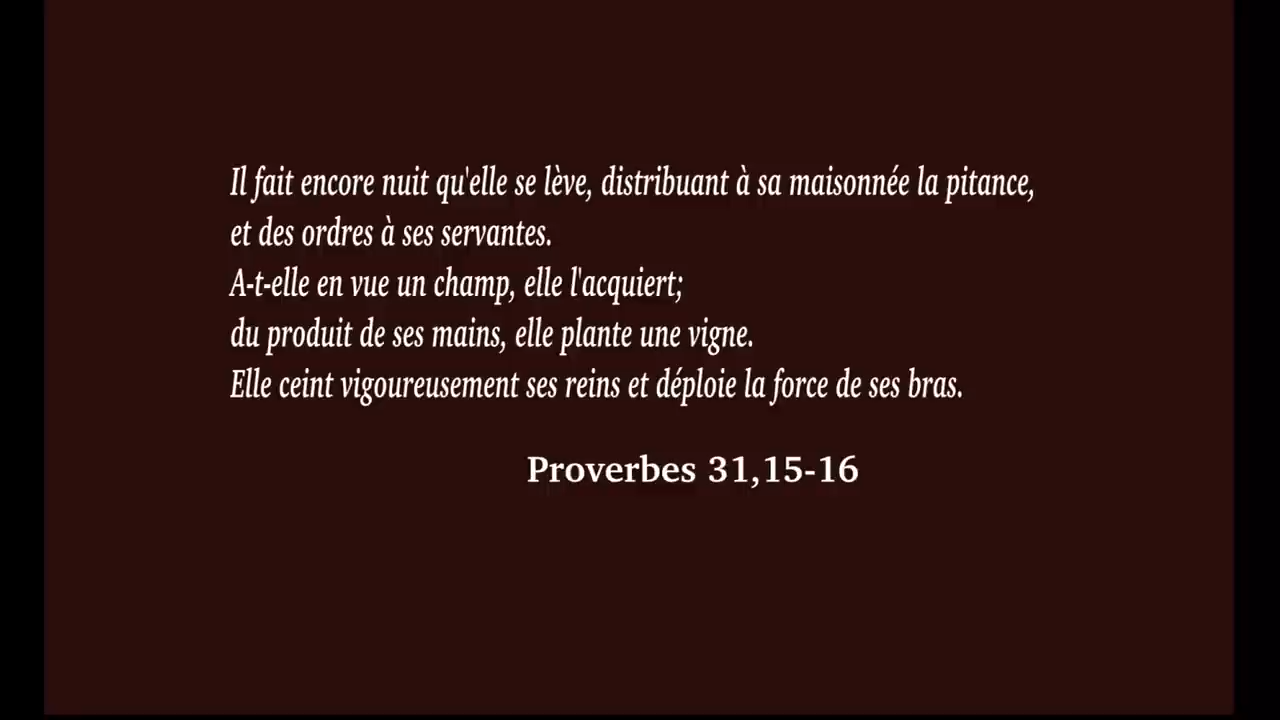 Il fait encore nuit qu'elle se lève, distribuant à sa maisonnée la pitance,
et des ordres à ses servantes.
A-t-elle en vue un champ, elle l'acquiert;
du produit de ses mains, elle plante une vigne.
Elle ceint vigoureusement ses reins et déploie la force de ses bras.
Proverbes 31,15-16